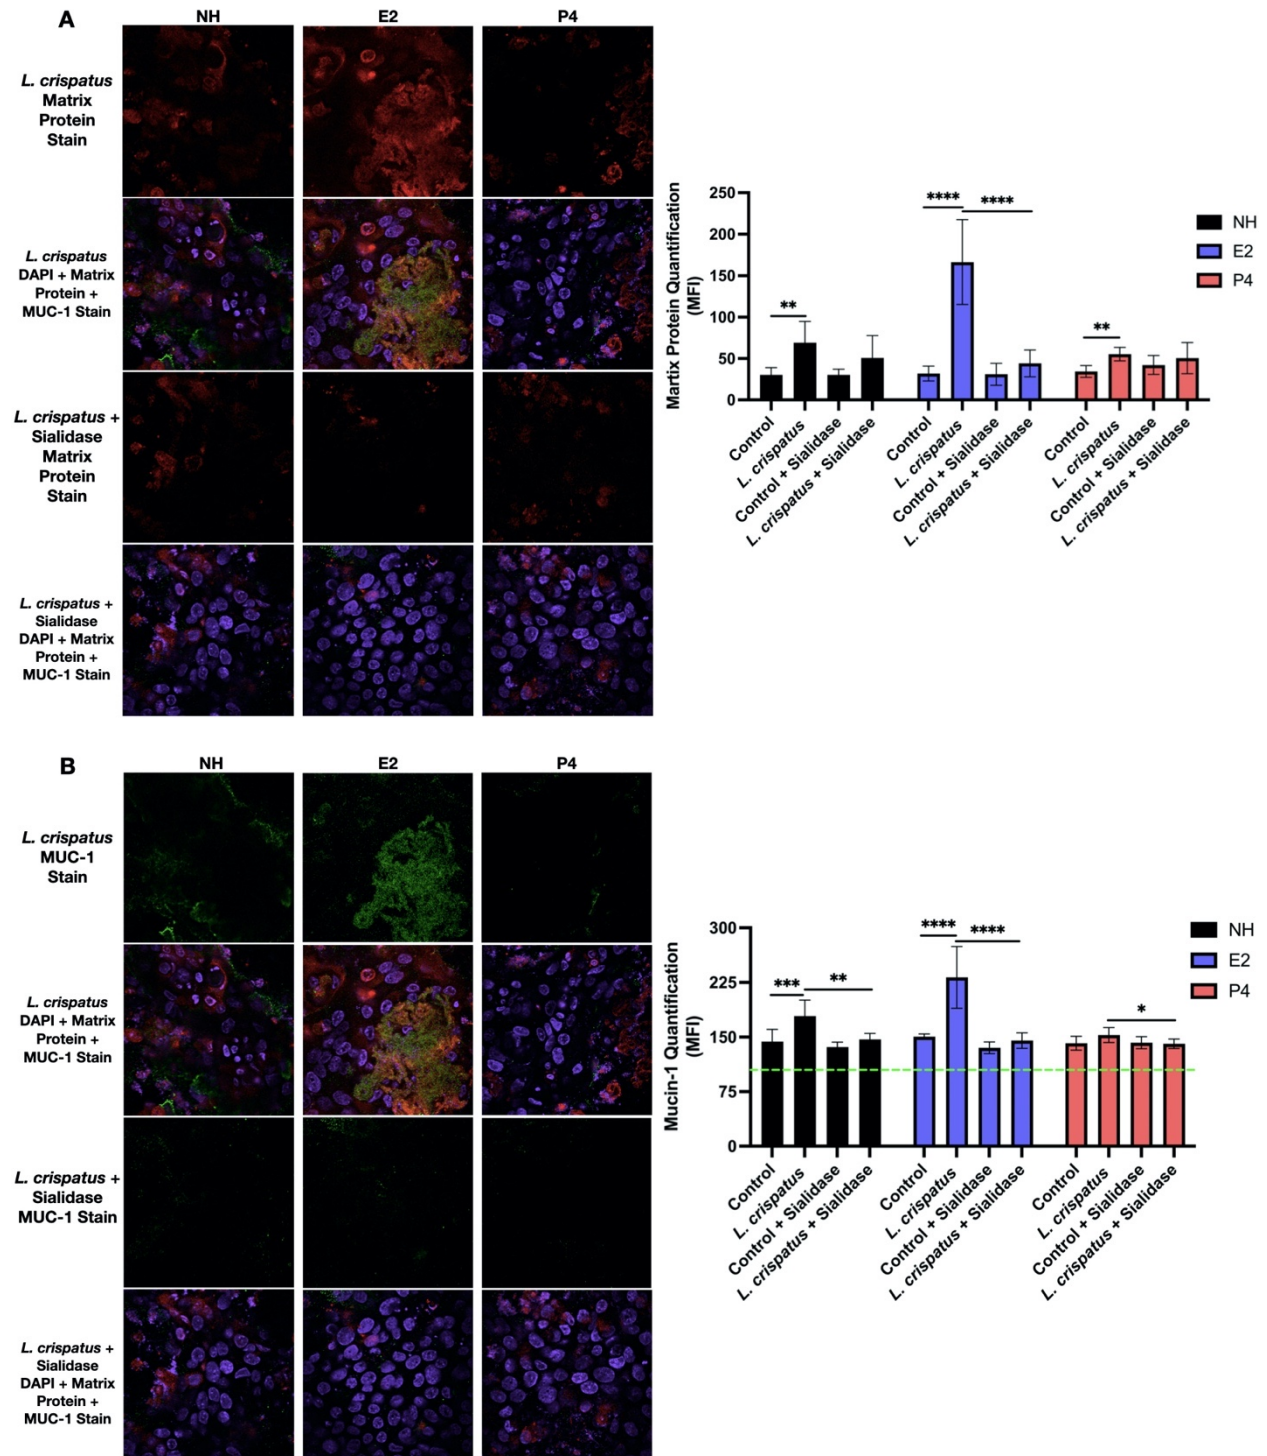 A
NH
E2
P4
L. crispatus
Matrix
Protein
Stain
L. crispatus
DAPI + Matrix
Protein +
MUC-1 Stain
L. crispatus +
Sialidase
Matrix
Protein
Stain
L. crispatus +
Sialidase
DAPI + Matrix
Protein +
MUC-1 Stain
Martix Protein Quantification
(MFI)
250
200
150
100
50
0
**
****
****
**
NH
E2
P4
Control
L. crispatus
Control + Sialidase
L. crispatus + Sialidase
Control
L. crispatus
Control + Sialidase
L. crispatus + Sialidase
Control
L. crispatus
Control + Sialidase
L. crispatus + Sialidase
B
NH
E2
P4
L. crispatus
MUC-1
Stain
L. crispatus
DAPI + Matrix
Protein +
MUC-1 Stain
L. crispatus +
Sialidase
MUC-1 Stain
L. crispatus +
Sialidase
DAPI + Matrix
Protein +
MUC-1 Stain
Mucin-1 Quantification
(MFI)
300
225
150
75
0
***
**
****
****
*
NH
E2
P4
Control
L. crispatus
Control + Sialidase
L. crispatus + Sialidase
Control
L. crispatus
Control + Sialidase
L. crispatus + Sialidase
Control
L. crispatus
Control + Sialidase
L. crispatus + Sialidase